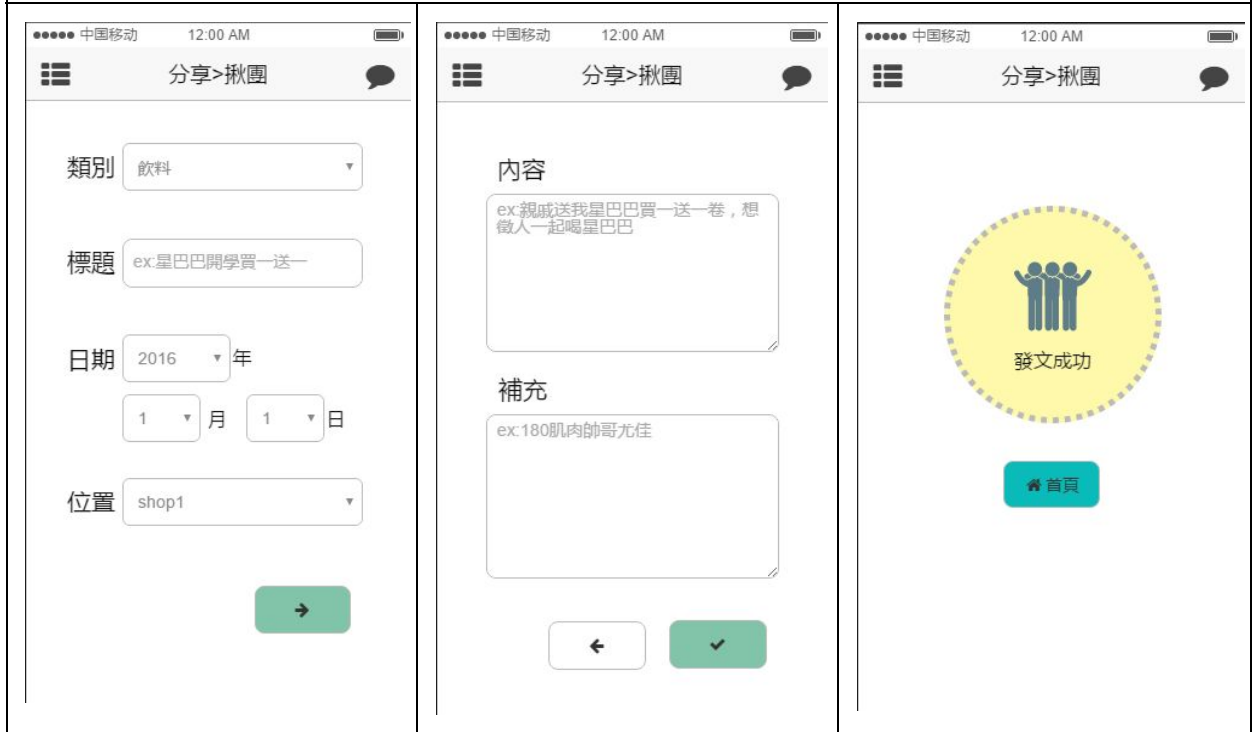 中国移动 12:00 AM
分享>揪團
類別 飲料
標題 ex:星巴巴開學買一送一
日期 2016 年
1 月 1 日
位置 shop1
中国移动 12:00 AM
分享>揪團
內容
ex:親戚送我星巴巴買一送一卷,想
徵人一起喝星巴巴
補充
ex:180肌肉帥哥尤佳
中国移动 12:00 AM
分享>揪團
發文成功
首頁